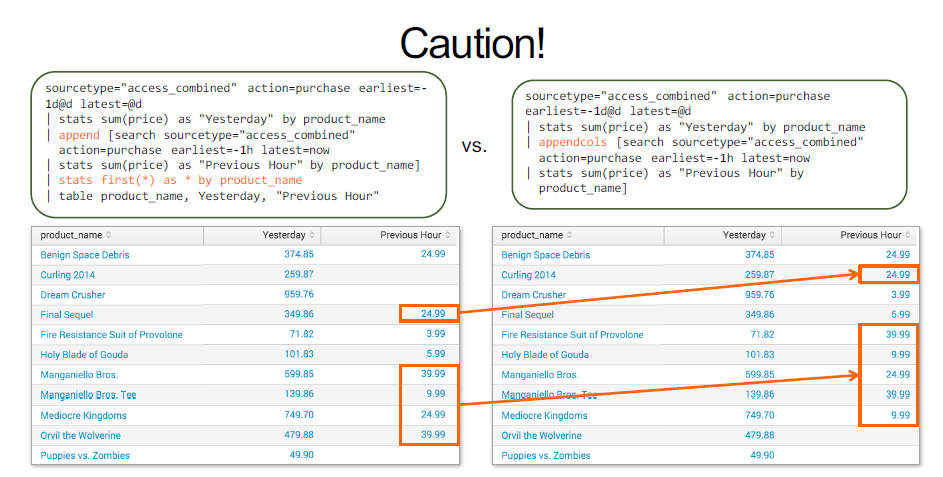 Caution!
sourcetype="access_combined" action=purchase earliest=-
1d@d latest=@d
| stats sum(price) as "Yesterday" by product_name
| append [search sourcetype="access_combined"
action=purchase earliest=-1h latest=now
| stats sum(price) as "Previous Hour" by product_name]
| stats first(*) as * by product_name
| table product_name, Yesterday, "Previous Hour"
vs.
sourcetype="access_combined" action=purchase
earliest=-1d@d latest=@d
| stats sum(price) as "Yesterday" by product_name
| appendcols [search sourcetype="access_combined"
action=purchase earliest=-1h latest=now
| stats sum(price) as "Previous Hour" by
product_name]
product_name Yesterday Previous Hour
Benign Space Debris 374.85 24.99
Curling 2014 259.87
Dream Crusher 959.76
Final Sequel 349.86 24.99
Fire Resistance Suit of Provolone 71.82 3.99
Holy Blade of Gouda 101.83 5.99
Manganiello Bros. 599.85 39.99
Manganiello Bros. Tee 139.86 9.99
Mediocre Kingdoms 749.70 24.99
Orvil the Wolverine 479.88 39.99
Puppies vs. Zombies 49.90
product_name Yesterday Previous Hour
Benign Space Debris 374.85 24.99
Curling 2014 259.87 24.99
Dream Crusher 959.76 3.99
Final Sequel 349.86 5.99
Fire Resistance Suit of Provolone 71.82 39.99
Holy Blade of Gouda 101.83 9.99
Manganiello Bros. 599.85 24.99
Manganiello Bros. Tee 139.86 39.99
Mediocre Kingdoms 749.70 9.99
Orvil the Wolverine 479.88
Puppies vs. Zombies 49.90